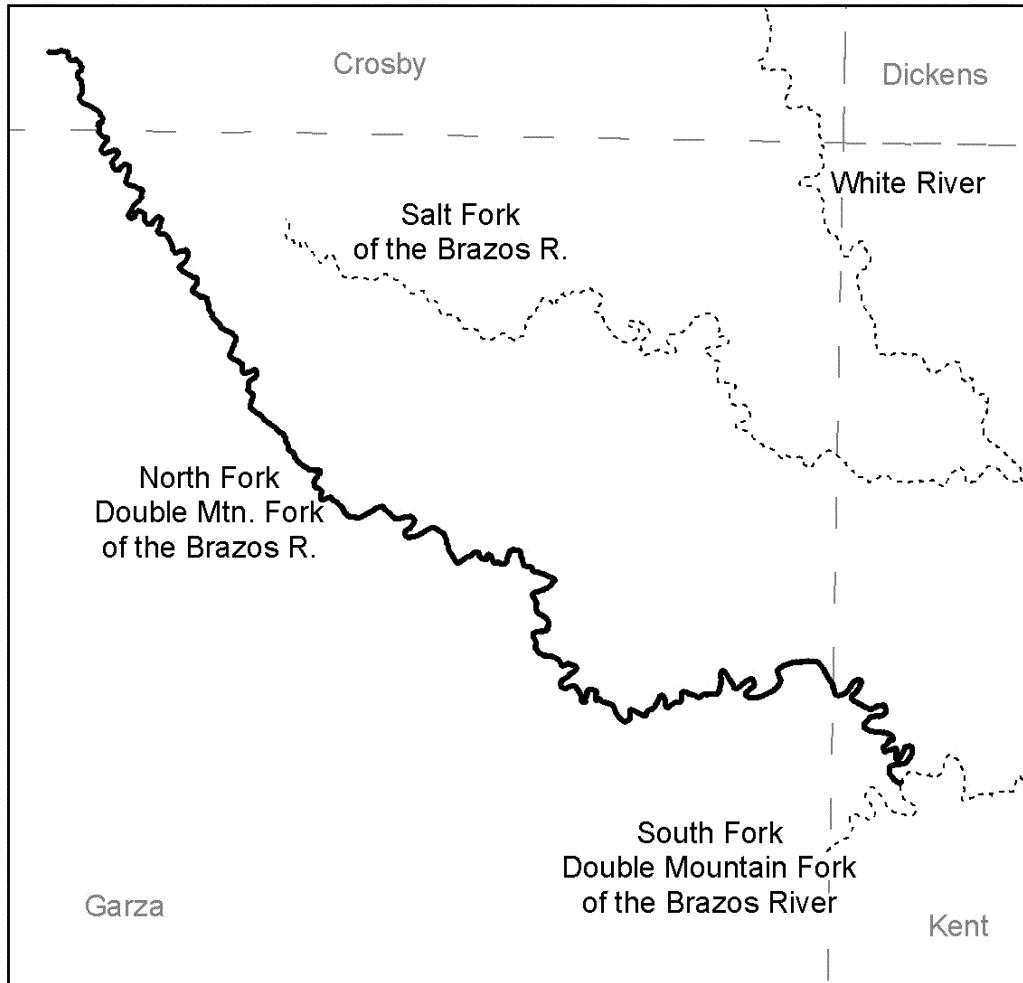 Crosby
Dickens
White River
Salt Fork
of the Brazos R.
North Fork
Double Mtn. Fork
of the Brazos R.
South Fork
Double Mountain Fork
of the Brazos River
Garza
Kent